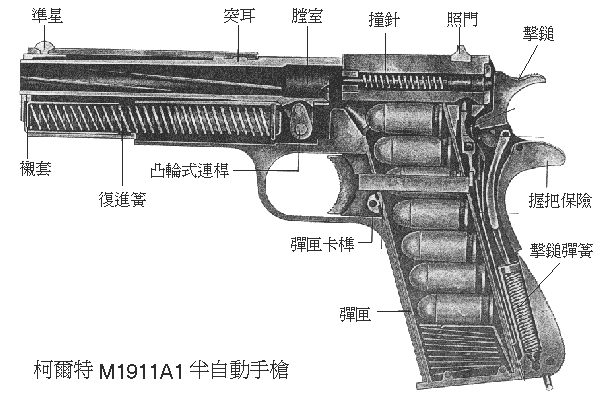 準星
突耳
膛室
撞針
照門
擊鎚
襯套
復進簧
凸輪式連桿
握把保險
彈匣卡榫
擊鎚彈簧
彈匣
柯爾特 M1911A1 半自動手槍